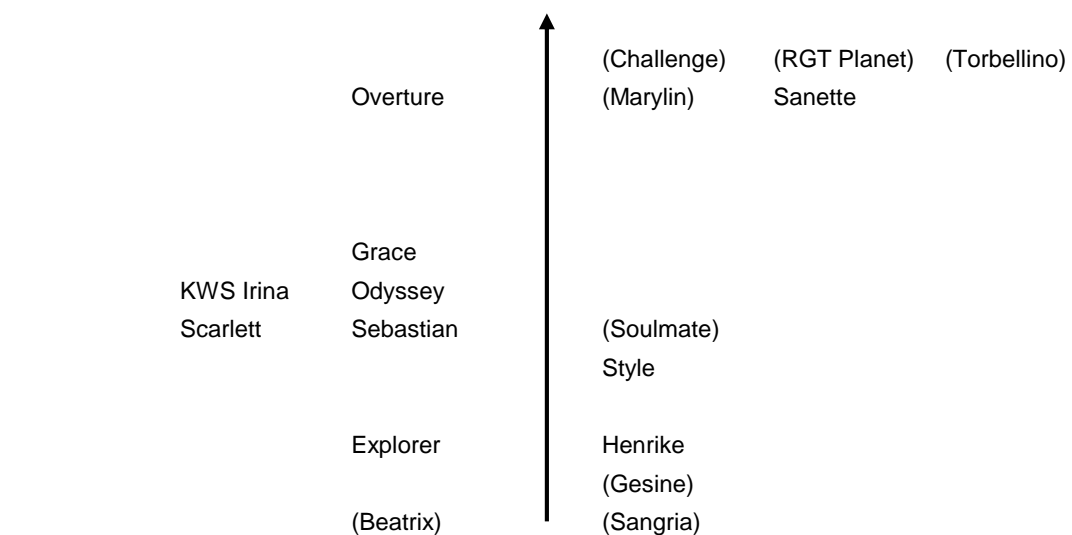 (Challenge) (RGT Planet) (Torbellino)
Overture (Marylin) Sanette
Grace
KWS Irina Odyssey
Scarlett Sebastian (Soulmate)
Style
Explorer Henrike
(Gesine)
(Beatrix) (Sangria)